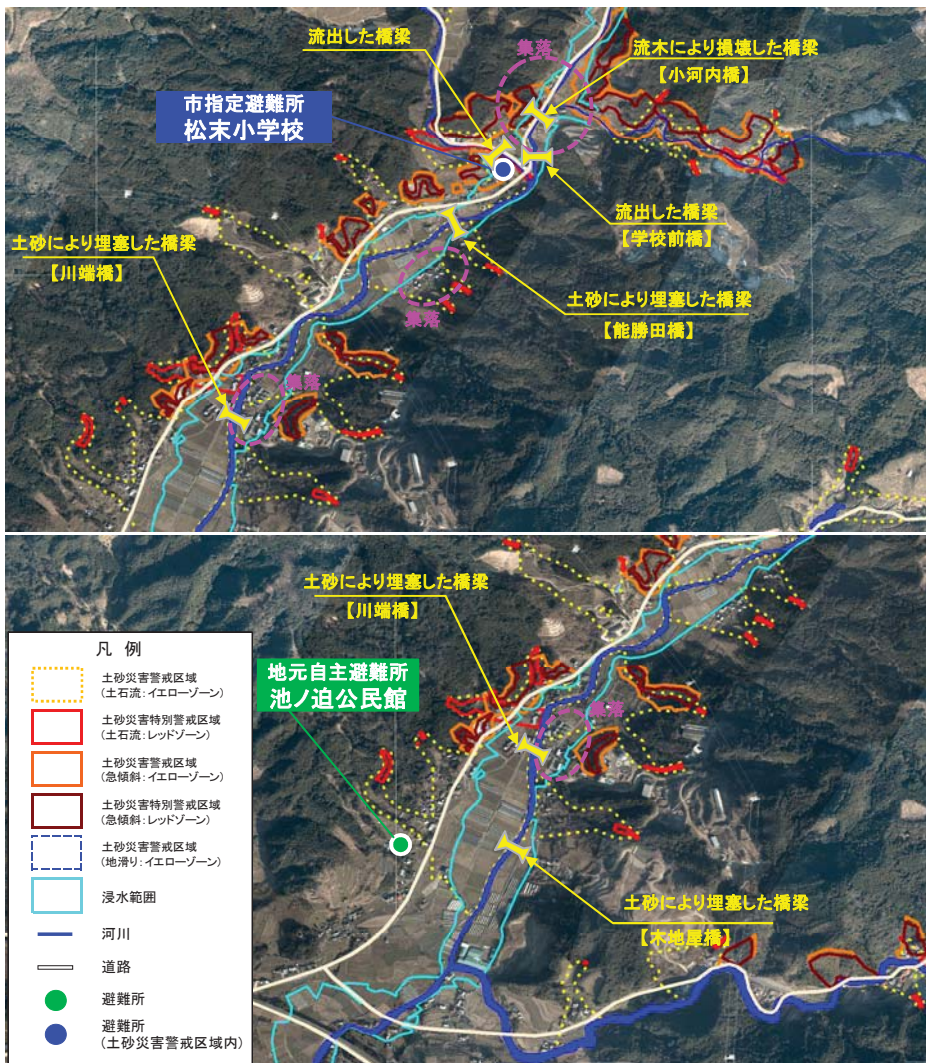 流出した橋梁
集落
流木により損壊した橋梁
【小河内橋】
市指定避難所
松末小学校
流出した橋梁
【学校前橋】
土砂により埋塞した橋梁
【川端橋】
土砂により埋塞した橋梁
【能勝田橋】
集落
集落
土砂により埋塞した橋梁
【川端橋】
地元自主避難所
池ノ迫公民館
集落
土砂により埋塞した橋梁
【木地屋橋】
凡 例
土砂災害警戒区域
(土石流:イエローゾーン)
土砂災害特別警戒区域
(土石流:レッドゾーン)
土砂災害警戒区域
(急傾斜:イエローゾーン)
土砂災害特別警戒区域
(急傾斜:レッドゾーン)
土砂災害警戒区域
(地滑り:イエローゾーン)
浸水範囲
河川
道路
避難所
避難所
(土砂災害警戒区域内)